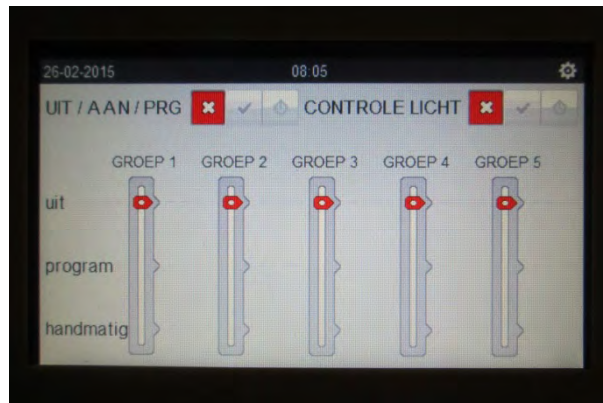 26-02-2015 08:05
UIT / AAN / PRG CONTROLE LICHT
GROEP 1 GROEP 2 GROEP 3 GROEP 4 GROEP 5
uit
program
handmatig